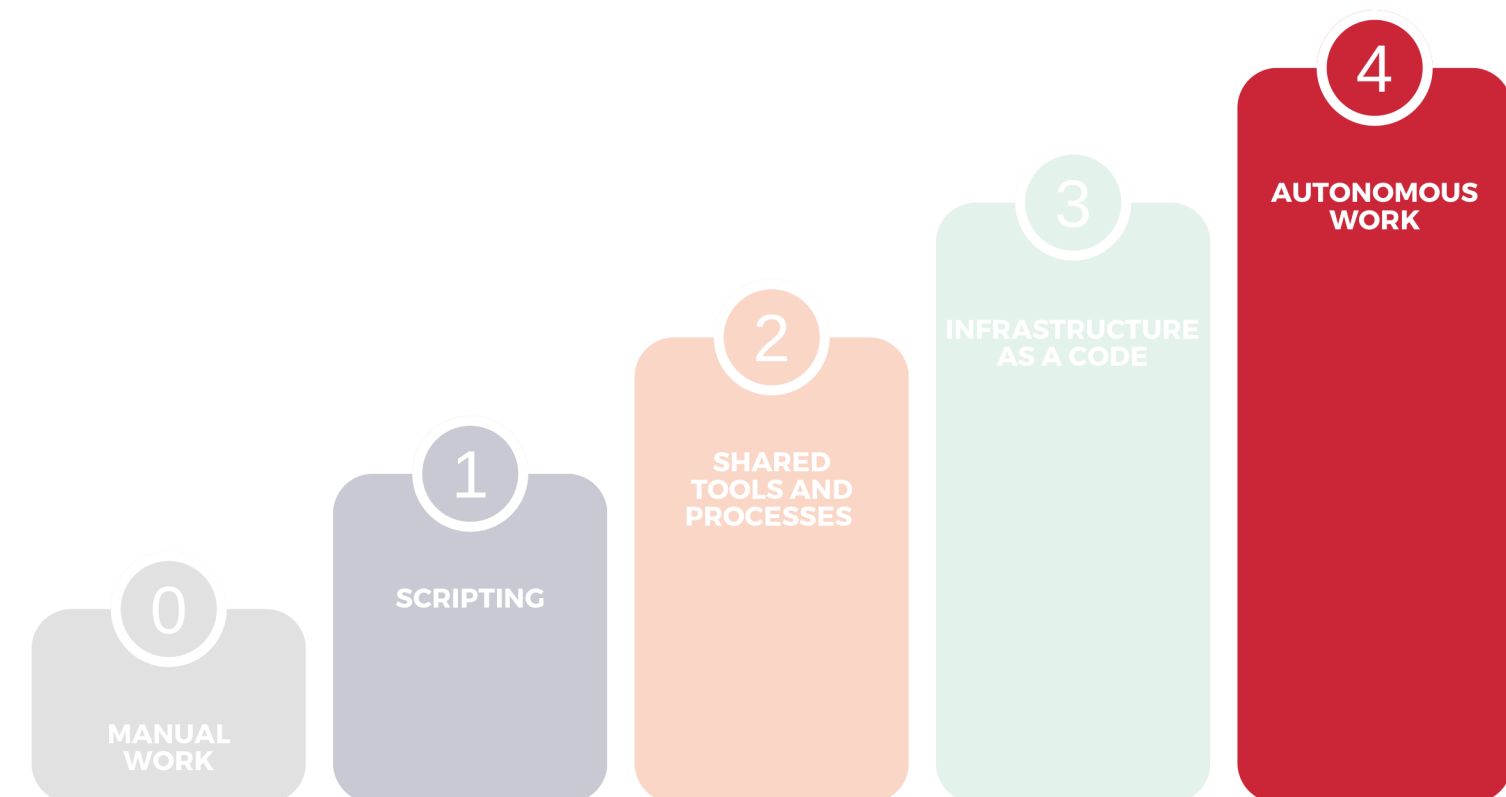 0
MANUAL
WORK
1
SCRIPTING
2
SHARED
TOOLS AND
PROCESSES
3
INFRASTRUCTURE
AS A CODE
4
AUTONOMOUS
WORK